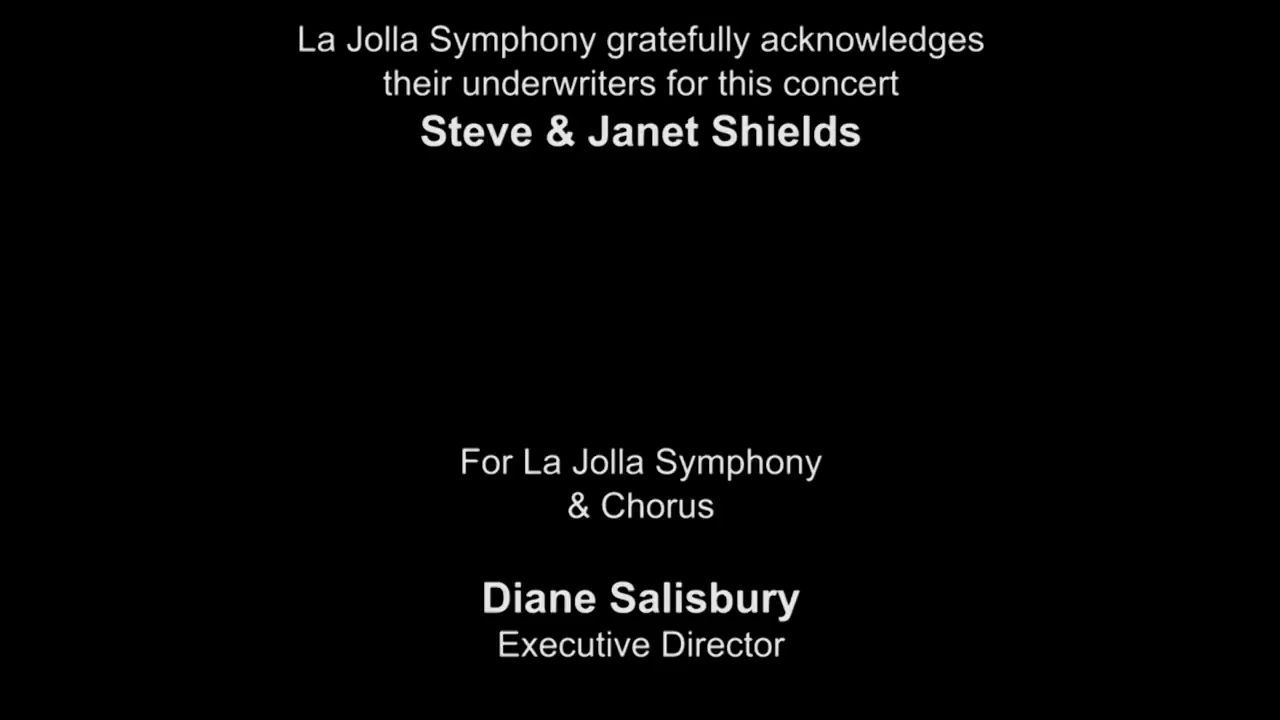 La Jolla Symphony gratefully acknowledges
their underwriters for this concert
Steve & Janet Shields
For La Jolla Symphony
& Chorus
Diane Salisbury
Executive Director